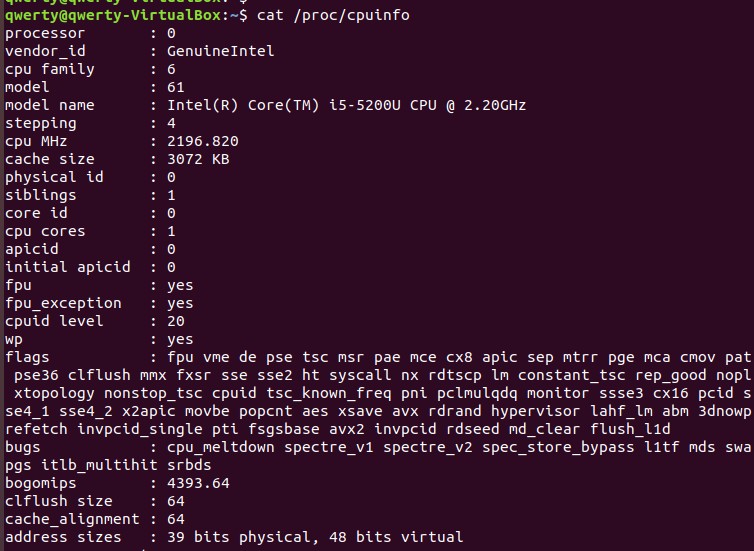 qwerty@qwerty-VirtualBox:~$ cat /proc/cpuinfo
processor : 0
vendor_id : GenuineIntel
cpu family : 6
model : 61
model name : Intel(R) Core(TM) i5-5200U CPU @ 2.20GHz
stepping : 4
cpu MHz : 2196.820
cache size : 3072 KB
physical id : 0
siblings : 1
core id : 0
cpu cores : 1
apicid : 0
initial apicid : 0
fpu : yes
fpu_exception : yes
cpuid level : 20
wp : yes
flags : fpu vme de pse tsc msr pae mce cx8 apic sep mtrr pge mca cmov pat
pse36 clflush mmx fxsr sse sse2 ht syscall nx rdtscp lm constant_tsc rep_good nopl
xtopology nonstop_tsc cpuid tsc_known_freq pni pclmulqdq monitor ssse3 cx16 pcid s
se4_1 sse4_2 x2apic movbe popcnt aes xsave avx rdrand hypervisor lahf_lm abm 3dnowp
refetch invpcid_single pti fsgsbase avx2 invpcid rdseed md_clear flush_l1d
bugs : cpu_meltdown spectre_v1 spectre_v2 spec_store_bypass l1tf mds swa
pgs itlb_multihit srbds
bogomips : 4393.64
clflush size : 64
cache_alignment : 64
address sizes : 39 bits physical, 48 bits virtual